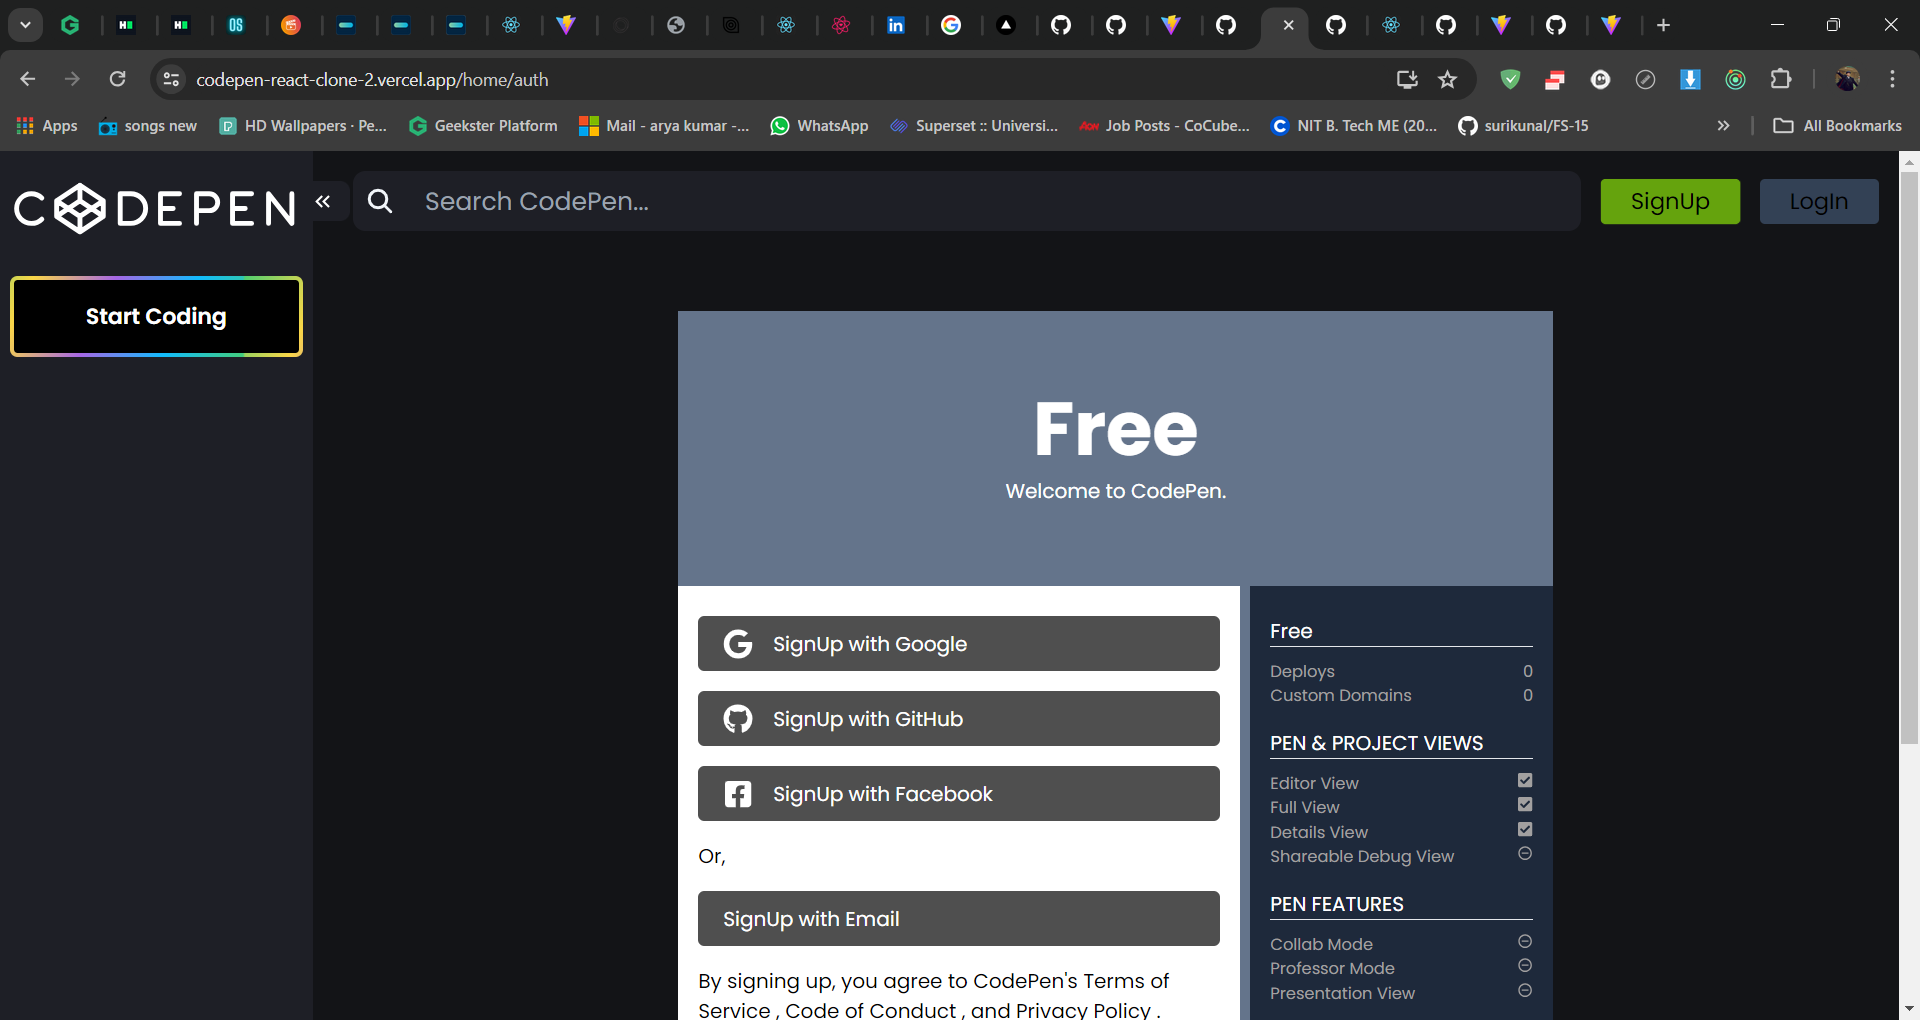 codepen-react-clone-2.vercel.app/home/auth
Apps
songs new
HD Wallpapers · Pe...
Geekster Platform
Mail - arya kumar -...
WhatsApp
Superset :: Universi...
Job Posts - CoCube...
NIT B. Tech ME (20...
surikunal/FS-15
All Bookmarks
CODEPEN
Search CodePen...
SignUp
LogIn
Start Coding
Free
Welcome to CodePen.
SignUp with Google
SignUp with GitHub
SignUp with Facebook
Or,
SignUp with Email
By signing up, you agree to CodePen's Terms of
Service , Code of Conduct , and Privacy Policy .
Free
Deploys 0
Custom Domains 0
PEN & PROJECT VIEWS
Editor View
Full View
Details View
Shareable Debug View
PEN FEATURES
Collab Mode
Professor Mode
Presentation View